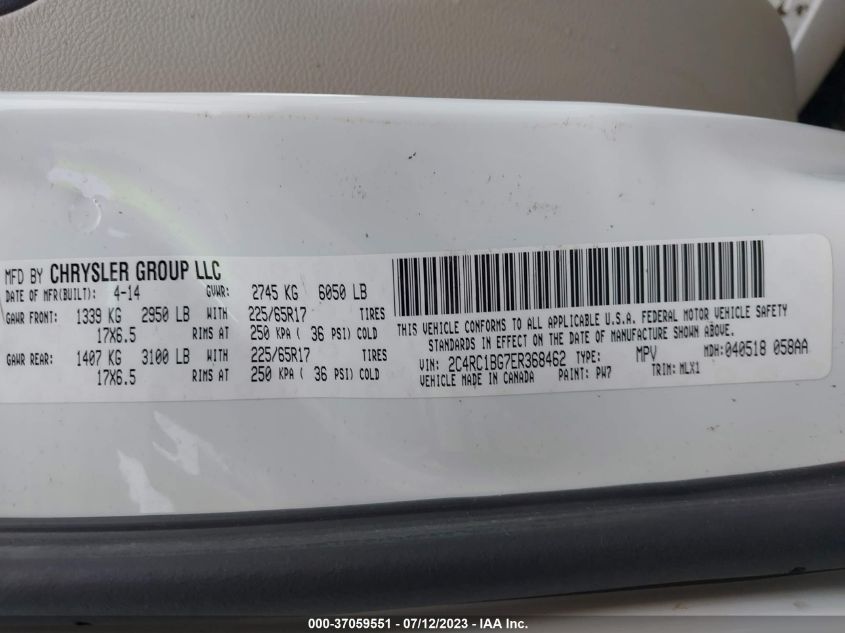 MFD BY CHRYSLER GROUP LLC
DATE OF MFR(BUILT): 4-14 GVWR: 2745 KG 6050 LB
GAWR FRONT: 1339 KG 2950 LB WITH 225/65R17 TIRES
17X6.5 RIMS AT 250 KPA ( 36 PSI) COLD
GAWR REAR: 1407 KG 3100 LB WITH 225/65R17 TIRES
17X6.5 RIMS AT 250 KPA ( 36 PSI) COLD
THIS VEHICLE CONFORMS TO ALL APPLICABLE U.S.A. FEDERAL MOTOR VEHICLE SAFETY
STANDARDS IN EFFECT ON THE DATE OF MANUFACTURE SHOWN ABOVE.
VIN: 2C4RC1BG7ER368462 TYPE: MPV MDH: 040518 058AA
VEHICLE MADE IN CANADA PAINT: PW7 TRIM: MLX1
000-37059551 - 07/12/2023 - IAA Inc.